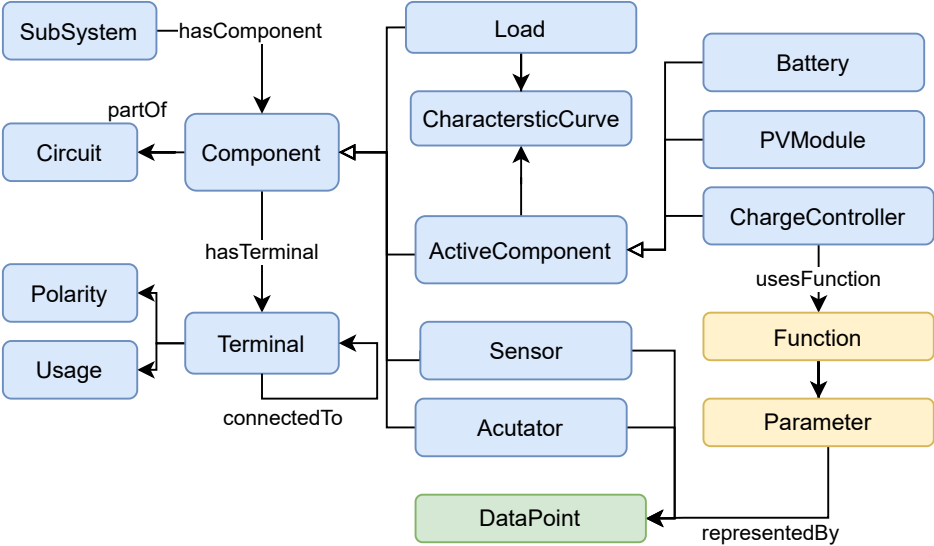 SubSystem
hasComponent
Load
Battery
partOf
CharactersticCurve
Circuit
Component
PVModule
ChargeController
hasTerminal
ActiveComponent
usesFunction
Polarity
Terminal
Function
Sensor
Usage
connectedTo
Acutator
Parameter
DataPoint
representedBy